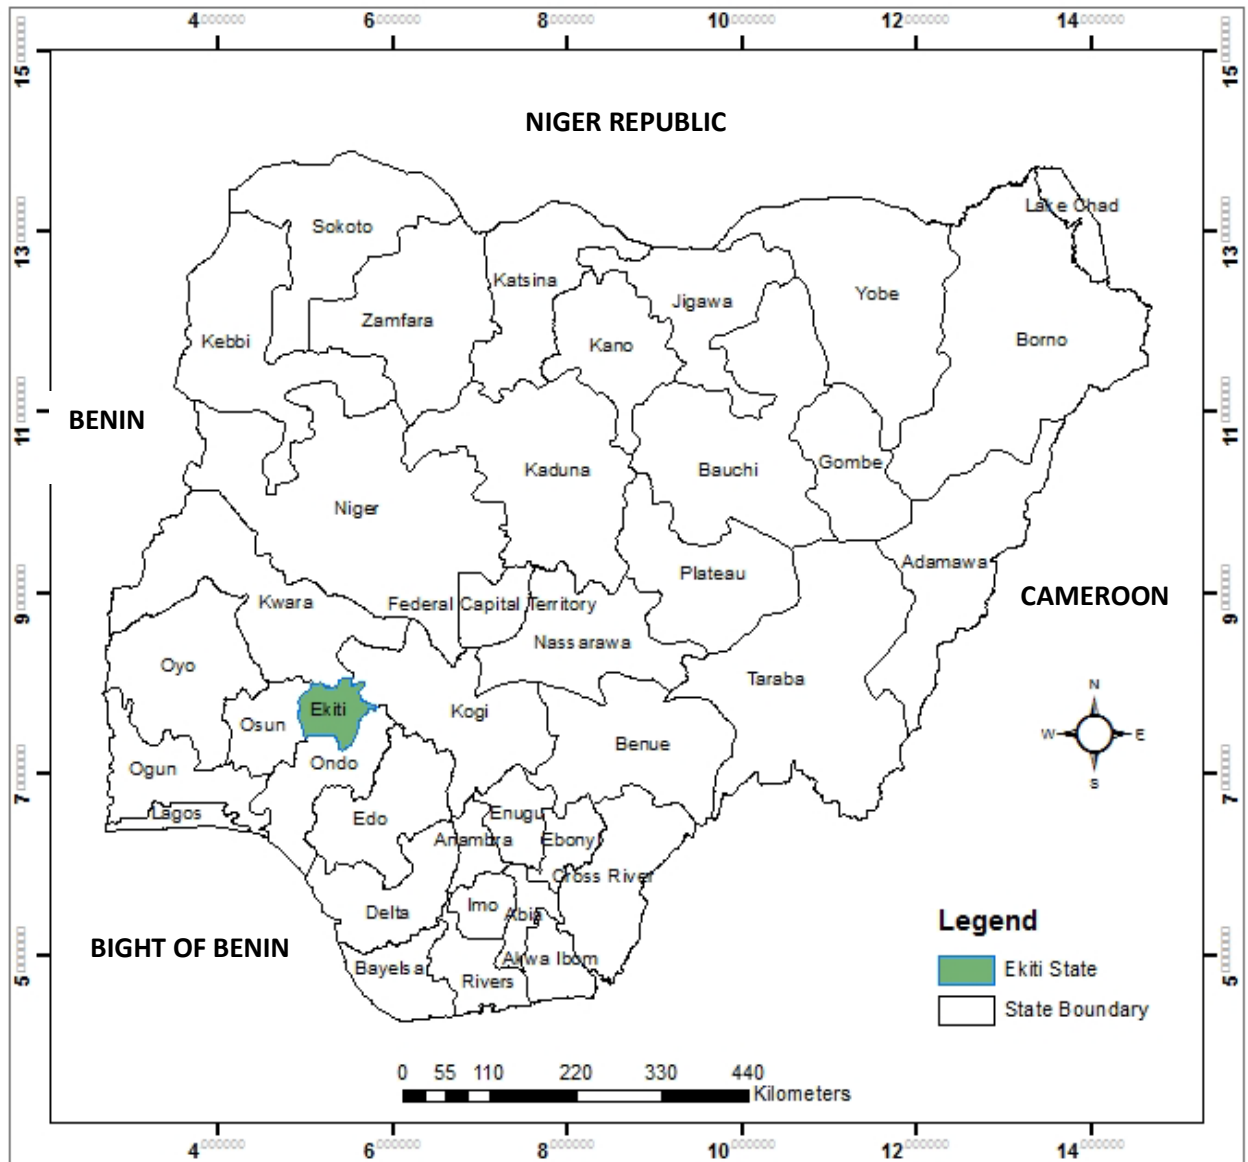 4 6 8 10 12 14
15 15
NIGER REPUBLIC
Lake Chad
13 Sokoto 13
Katsina
Jigawa Yobe
Zamfara
Kebbi Kano Borno
11 BENIN 11
Kaduna Bauchi Gombe
Niger
Adamawa
Plateau
9 Kwara Federal Capital Territory CAMEROON 9
Nassarawa
Oyo Taraba
N
Ekiti Kogi
Osun W E
Benue
Ondo
Ogun
7 S 7
Lagos Edo Enugu
Anambra Ebony
Cross River
Imo
Delta Abia
Legend
BIGHT OF BENIN
Akwa Ibom
5 Bayelsa Ekiti State 5
Rivers
State Boundary
0 55 110 220 330 440
Kilometers
4 6 8 10 12 14